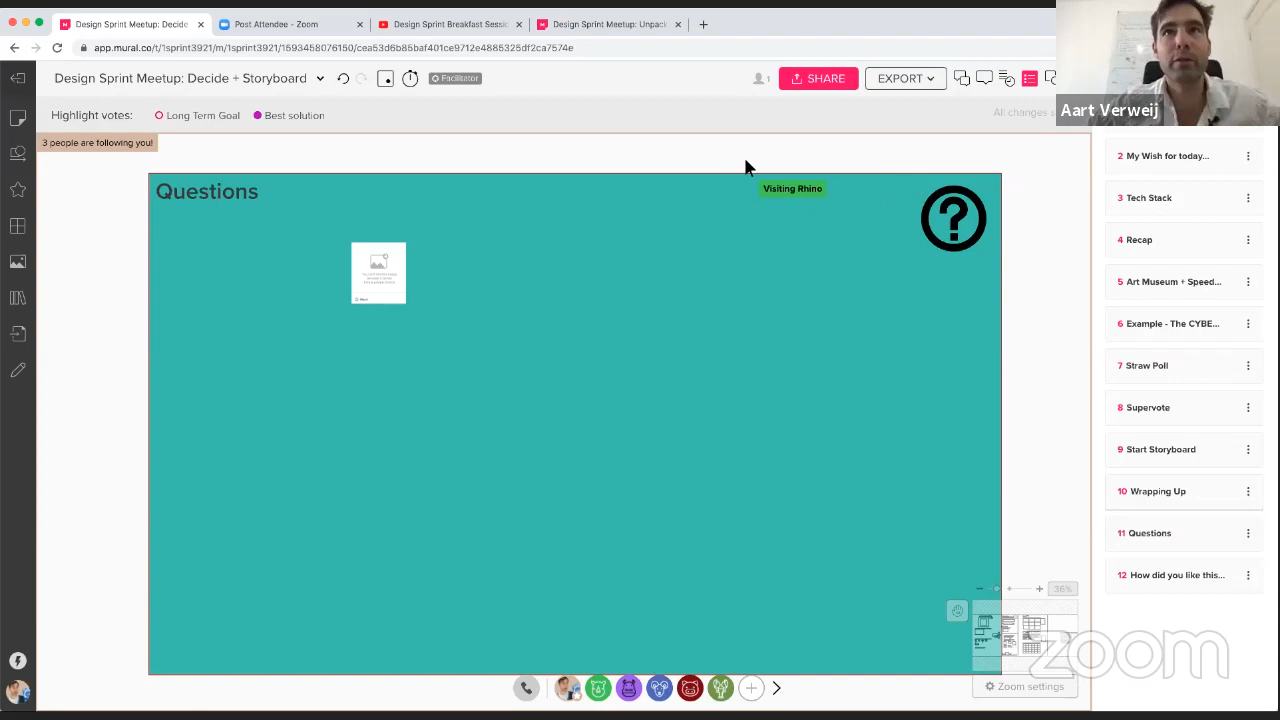 Design Sprint Meetup: Decide
Post Attendee - Zoom
Design Sprint Breakfast Sessi
Design Sprint Meetup: Unpack
app.mural.co/t/1sprint3921/m/1sprint3921/1593458076150/cea53d6b85baf401ce9712e4885325df2ca7574e
Design Sprint Meetup: Decide + Storyboard
Facilitator
1
SHARE
EXPORT
Aart Verweij
Highlight votes:
Long Term Goal
Best solution
All changes s
3 people are following you!
Questions
Visiting Rhino
2 My Wish for today...
3 Tech Stack
4 Recap
5 Art Museum + Speed...
6 Example - The CYBE...
7 Straw Poll
8 Supervote
9 Start Storyboard
10 Wrapping Up
11 Questions
12 How did you like this...
36%
zoom
Zoom settings